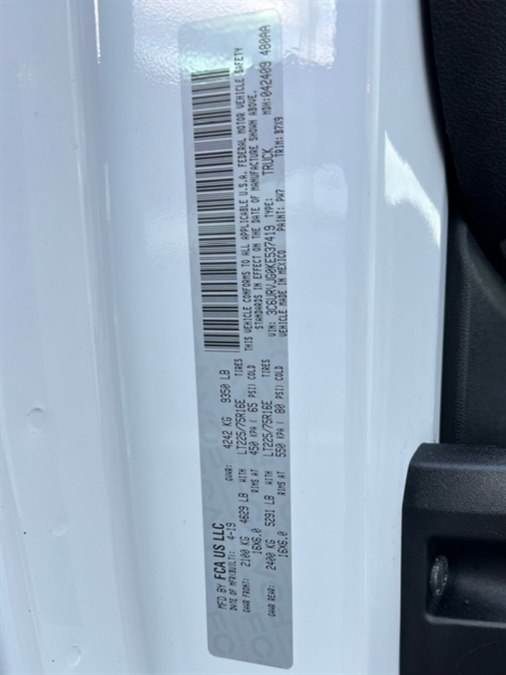 MFD BY FCA US LLC
DATE OF MFR(BUILT): 4-19 GVWR: 4242 KG 9350 LB
GAWR FRONT: 2100 KG 4629 LB WITH LT225/75R16E TIRES
16X6.0 RIMS AT 450 KPA ( 65 PSI) COLD
GAWR REAR: 2400 KG 5291 LB WITH LT225/75R16E TIRES
16X6.0 RIMS AT 550 KPA ( 80 PSI) COLD
THIS VEHICLE CONFORMS TO ALL APPLICABLE U.S.A. FEDERAL MOTOR VEHICLE SAFETY
STANDARDS IN EFFECT ON THE DATE OF MANUFACTURE SHOWN ABOVE.
VIN: 3C6URVJG0KE537419 TYPE: TRUCK MDH:042409 480AA
VEHICLE MADE IN MEXICO PAINT: PW7 TRIM: B7X9